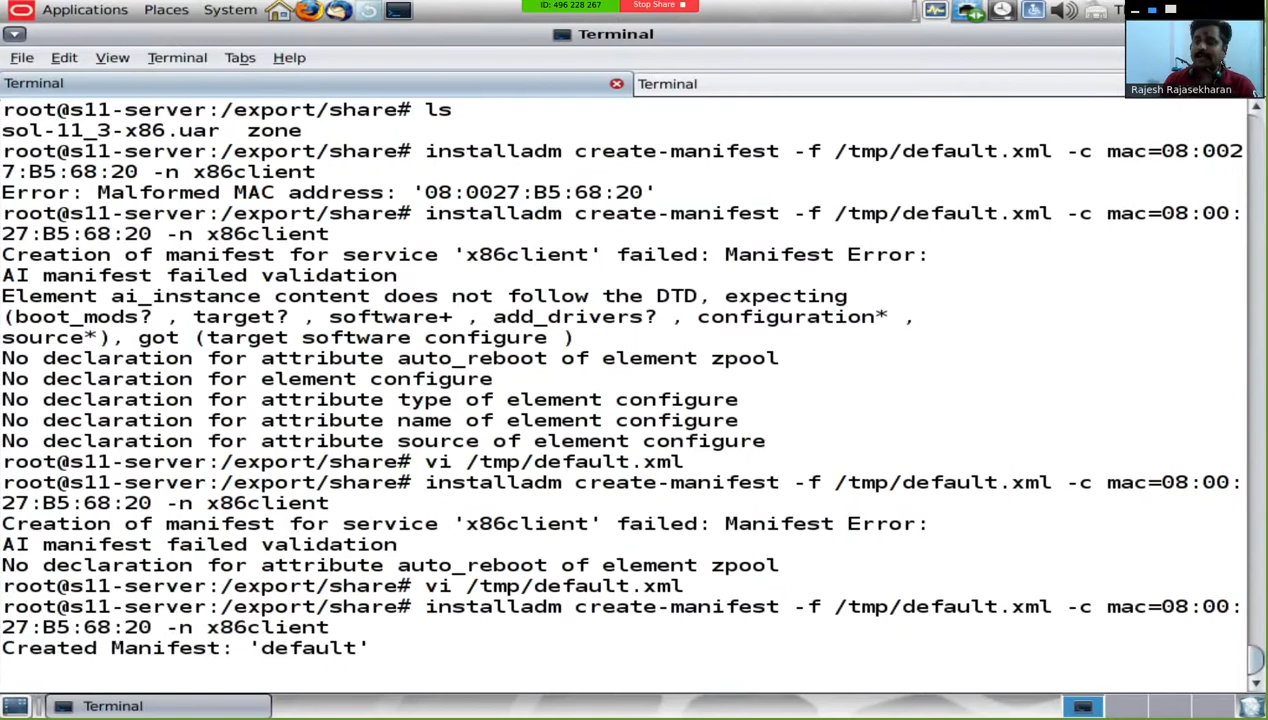 Applications Places System
ID: 496 228 267 Stop Share
Terminal
File Edit View Terminal Tabs Help
Terminal
Terminal
Rajesh Rajasekharan
root@s11-server:/export/share# ls
sol-11_3-x86.uar  zone
root@s11-server:/export/share# installadm create-manifest -f /tmp/default.xml -c mac=08:002
7:B5:68:20 -n x86client
Error: Malformed MAC address: '08:0027:B5:68:20'
root@s11-server:/export/share# installadm create-manifest -f /tmp/default.xml -c mac=08:00:
27:B5:68:20 -n x86client
Creation of manifest for service 'x86client' failed: Manifest Error:
AI manifest failed validation
Element ai_instance content does not follow the DTD, expecting
(boot_mods? , target? , software+ , add_drivers? , configuration* ,
source*), got (target software configure )
No declaration for attribute auto_reboot of element zpool
No declaration for element configure
No declaration for attribute type of element configure
No declaration for attribute name of element configure
No declaration for attribute source of element configure
root@s11-server:/export/share# vi /tmp/default.xml
root@s11-server:/export/share# installadm create-manifest -f /tmp/default.xml -c mac=08:00:
27:B5:68:20 -n x86client
Creation of manifest for service 'x86client' failed: Manifest Error:
AI manifest failed validation
No declaration for attribute auto_reboot of element zpool
root@s11-server:/export/share# vi /tmp/default.xml
root@s11-server:/export/share# installadm create-manifest -f /tmp/default.xml -c mac=08:00:
27:B5:68:20 -n x86client
Created Manifest: 'default'
Terminal